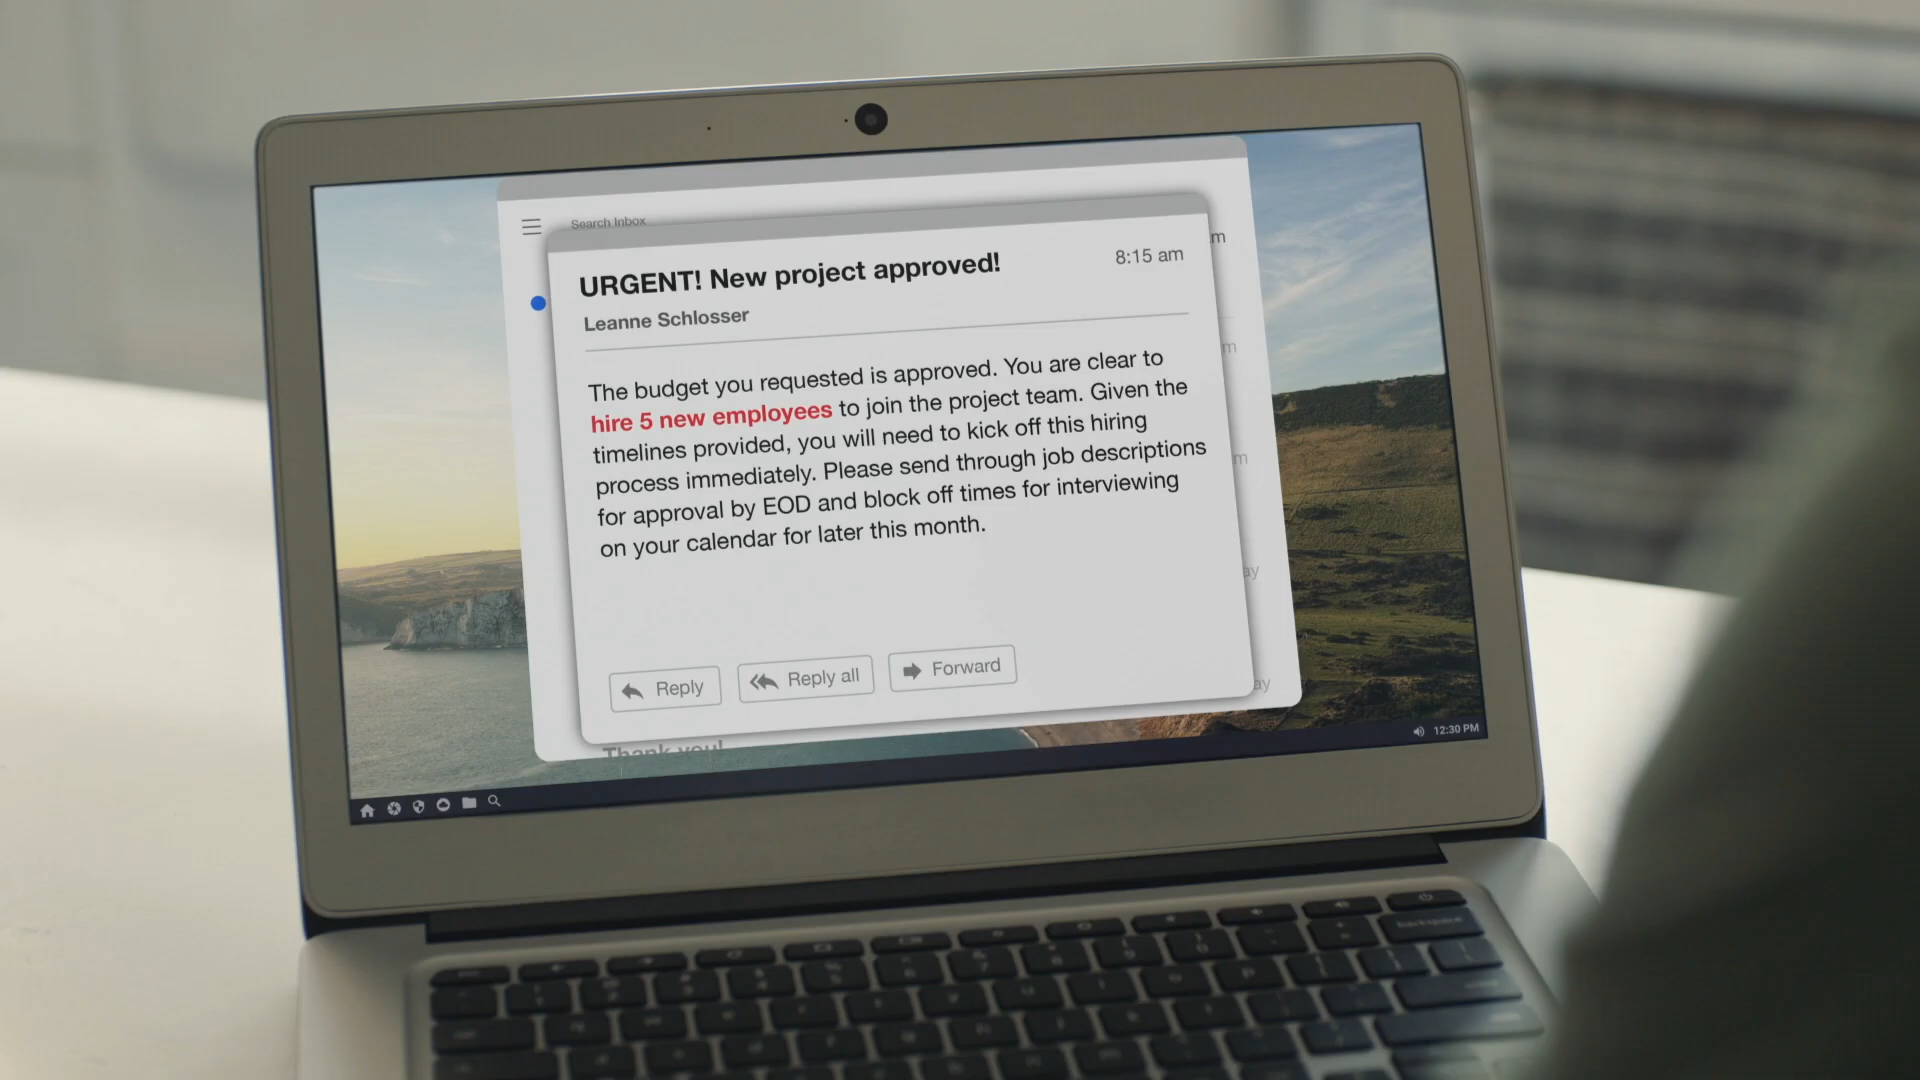 Search Inbox
URGENT! New project approved!
8:15 am
Leanne Schlosser
The budget you requested is approved. You are clear to
hire 5 new employees to join the project team. Given the
timelines provided, you will need to kick off this hiring
process immediately. Please send through job descriptions
for approval by EOD and block off times for interviewing
on your calendar for later this month.
Reply
Reply all
Forward
Thank you!
12:30 PM